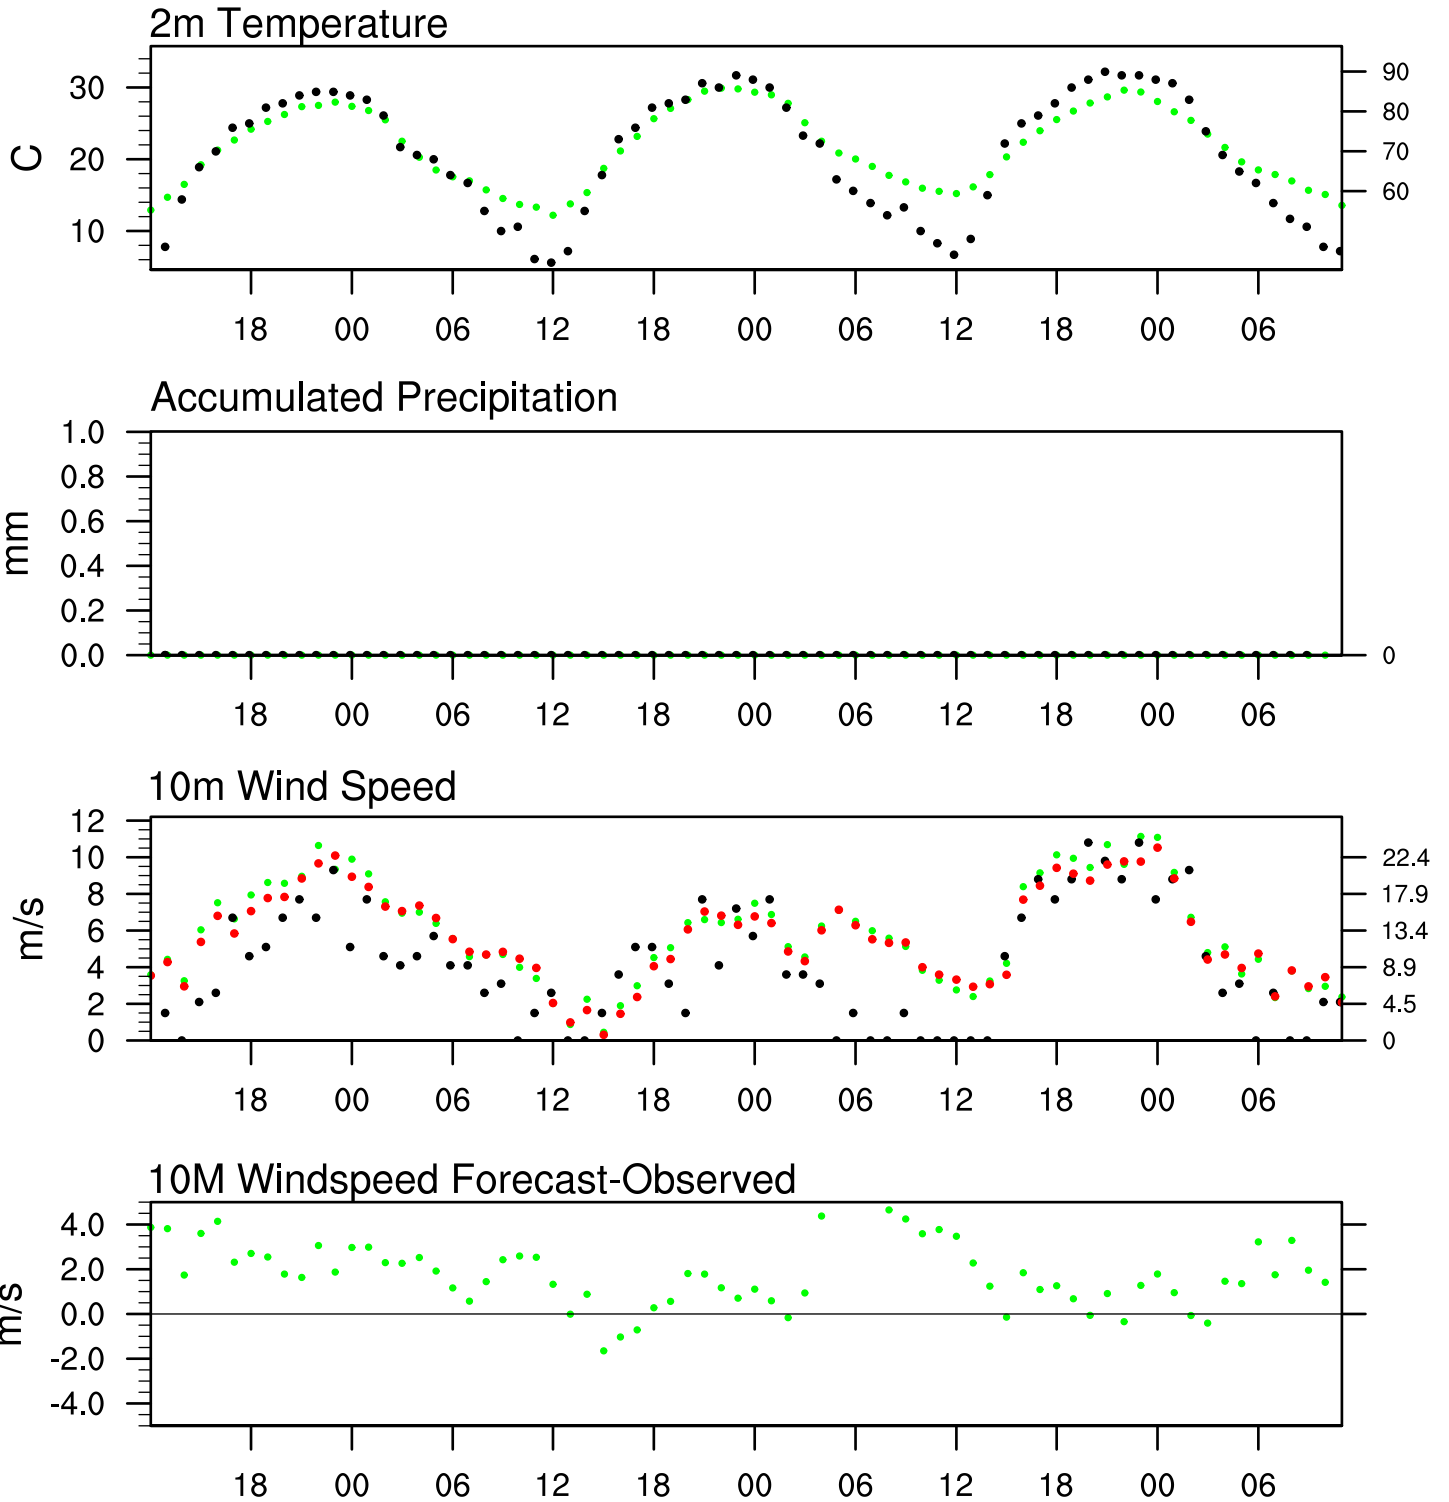 2m Temperature
C
30
20
10
90
80
70
60
18 00 06 12 18 00 06 12 18 00 06
Accumulated Precipitation
mm
1.0
0.8
0.6
0.4
0.2
0.0
0
18 00 06 12 18 00 06 12 18 00 06
10m Wind Speed
m/s
12
10
8
6
4
2
0
22.4
17.9
13.4
8.9
4.5
0
18 00 06 12 18 00 06 12 18 00 06
10M Windspeed Forecast-Observed
m/s
4.0
2.0
0.0
-2.0
-4.0
18 00 06 12 18 00 06 12 18 00 06